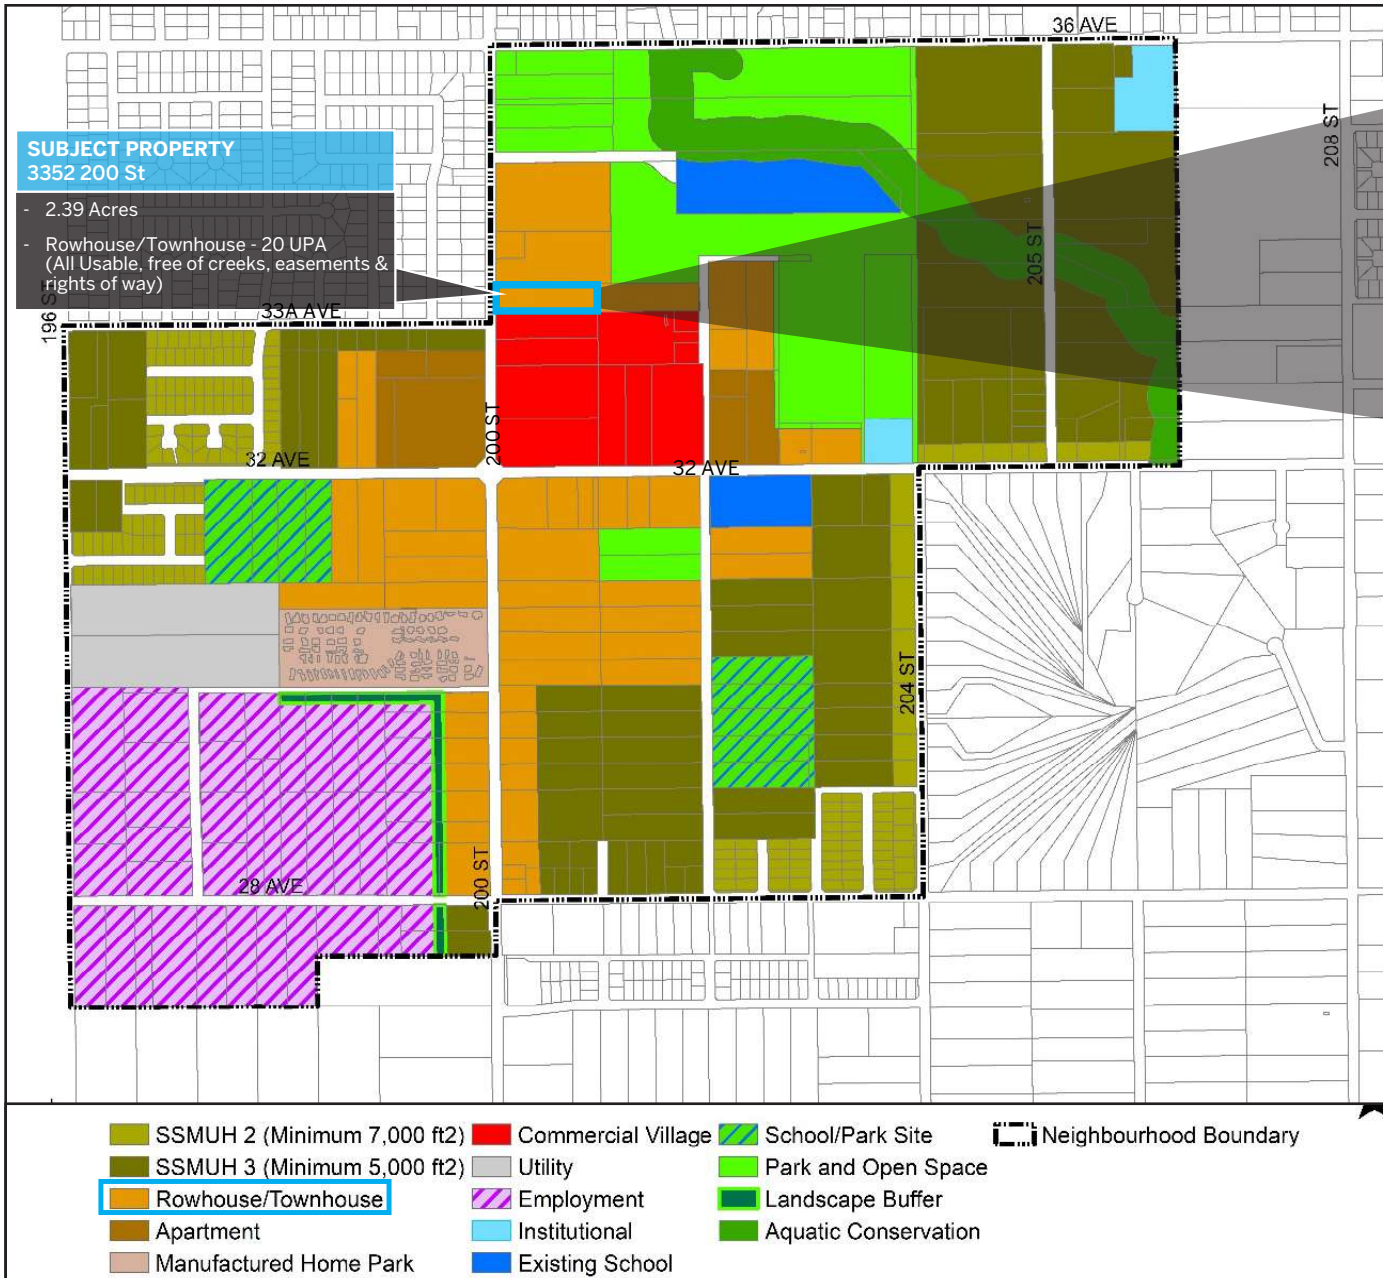 36 AVE
SUBJECT PROPERTY
3352 200 St
- 2.39 Acres
- Rowhouse/Townhouse - 20 UPA
(All Usable, free of creeks, easements &
rights of way)
208 ST
205 ST
196 ST
33A AVE
200 ST
32 AVE
32 AVE
204 ST
28 AVE
200 ST
SSMUH 2 (Minimum 7,000 ft2)
SSMUH 3 (Minimum 5,000 ft2)
Rowhouse/Townhouse
Apartment
Manufactured Home Park
Commercial Village
Utility
Employment
Institutional
Existing School
School/Park Site
Park and Open Space
Landscape Buffer
Aquatic Conservation
Neighbourhood Boundary